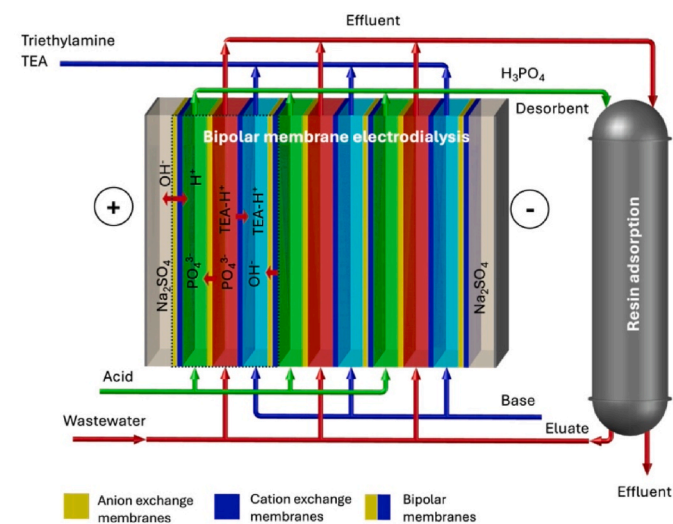 Effluent
Triethylamine
TEA
H₃PO₄
Desorbent
Bipolar membrane electrodialysis
OH⁻
H⁺
TEA-H⁺
TEA-H⁺
+
-
Na₂SO₄
PO₄³⁻
PO₄³⁻
OH⁻
Na₂SO₄
Resin adsorption
Acid
Base
Wastewater
Eluate
Effluent
Anion exchange
membranes
Cation exchange
membranes
Bipolar
membranes